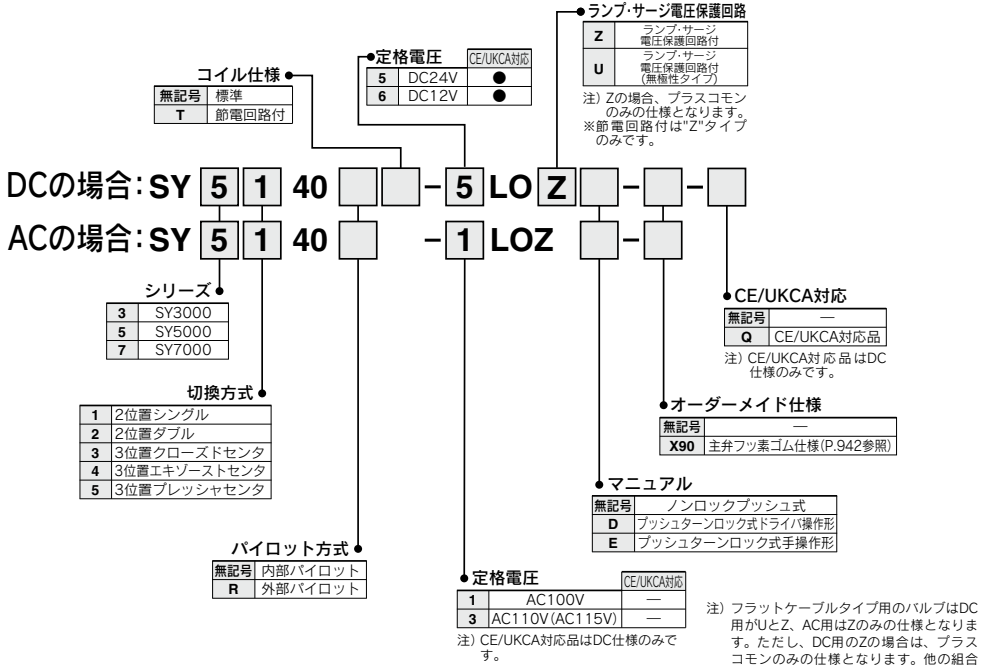 ランプ・サージ電圧保護回路
Z ランプ・サージ
電圧保護回路付
U ランプ・サージ
電圧保護回路付
(無極性タイプ)
注) Zの場合、プラスコモン
のみの仕様となります。
※節電回路付は"Z"タイプ
のみです。
定格電圧 CE/UKCA対応
5 DC24V ●
6 DC12V ●
コイル仕様
無記号 標準
T 節電回路付
DCの場合:SY 5 1 40 - 5 LO Z - -
ACの場合:SY 5 1 40 - 1 LOZ -
シリーズ
3 SY3000
5 SY5000
7 SY7000
切換方式
1 2位置シングル
2 2位置ダブル
3 3位置クローズドセンタ
4 3位置エキゾーストセンタ
5 3位置プレッシャセンタ
パイロット方式
無記号 内部パイロット
R 外部パイロット
定格電圧 CE/UKCA対応
1 AC100V —
3 AC110V(AC115V) —
注) CE/UKCA対応品はDC仕様のみで
す。
マニュアル
無記号 ノンロックプッシュ式
D プッシュターンロック式ドライバ操作形
E プッシュターンロック式手操作形
オーダーメイド仕様
無記号 —
X90 主弁フッ素ゴム仕様(P.942参照)
CE/UKCA対応
無記号 —
Q CE/UKCA対応品
注) CE/UKCA対応品はDC
仕様のみです。
注) フラットケーブルタイプ用のバルブはDC
用がUとZ、AC用はZのみの仕様となりま
す。ただし、DC用のZの場合は、プラス
コモンのみの仕様となります。他の組合